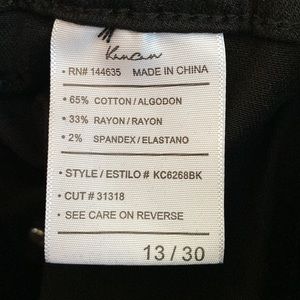 Kancan
• RN# 144635 MADE IN CHINA
• 65% COTTON / ALGODON
• 33% RAYON / RAYON
• 2% SPANDEX / ELASTANO
• STYLE / ESTILO # KC6268BK
• CUT # 31318
• SEE CARE ON REVERSE
13 / 30